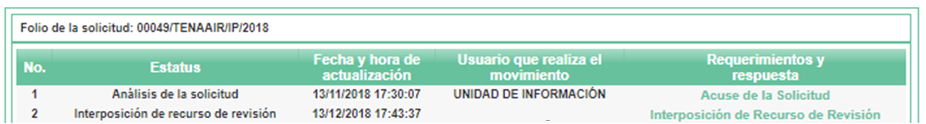 Folio de la solicitud: 00049/TENAAIR/IP/2018
No. Estatus Fecha y hora de actualización Usuario que realiza el movimiento Requerimientos y respuesta
1 Análisis de la solicitud 13/11/2018 17:30:07 UNIDAD DE INFORMACIÓN Acuse de la Solicitud
2 Interposición de recurso de revisión 13/12/2018 17:43:37 Interposición de Recurso de Revisión